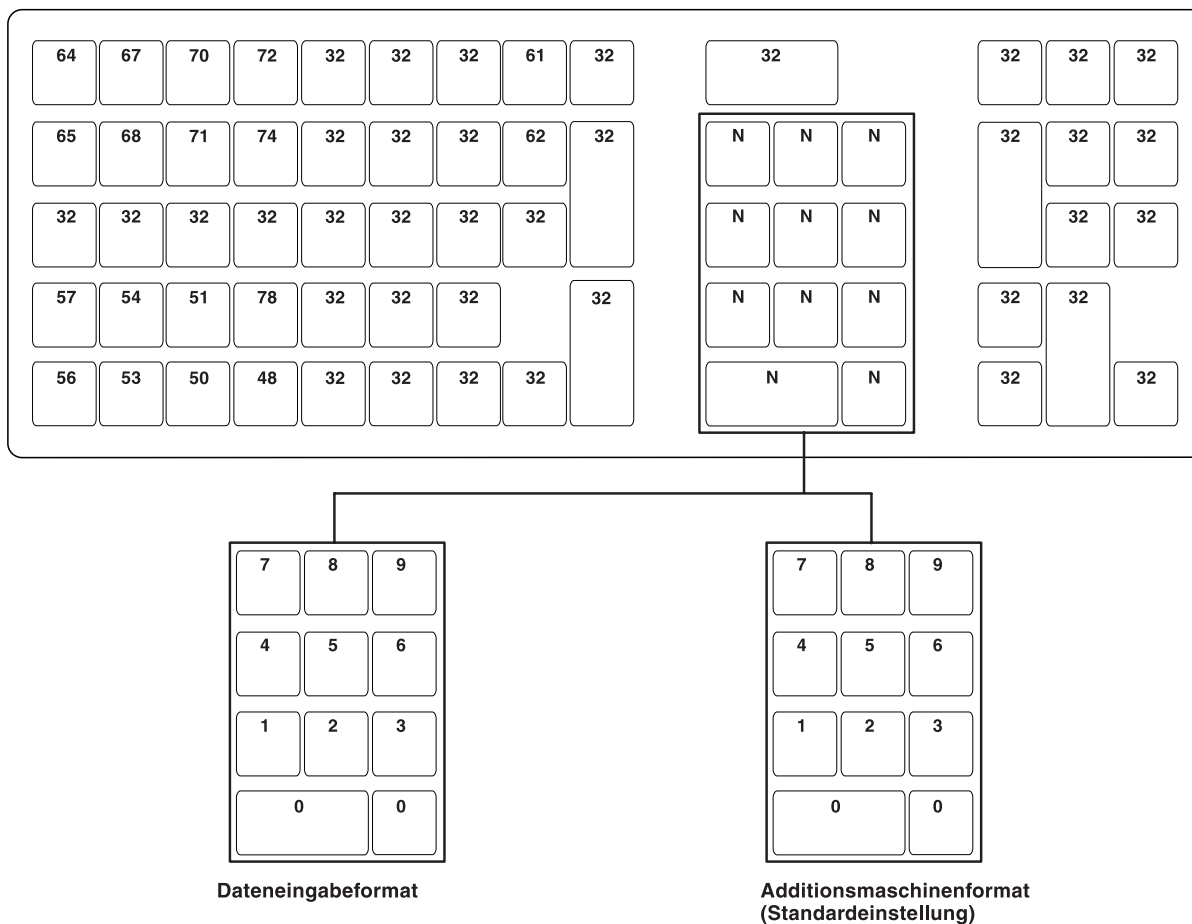 64 67 70 72 32 32 32 61 32 32 32 32 32
65 68 71 74 32 32 32 62 32 N N N 32 32 32
32 32 32 32 32 32 32 32 N N N 32 32
57 54 51 78 32 32 32 32 N N N 32 32
56 53 50 48 32 32 32 32 N N 32 32
7 8 9 7 8 9
4 5 6 4 5 6
1 2 3 1 2 3
0 0 0 0
Dateneingabeformat Additionsmaschinenformat
(Standardeinstellung)